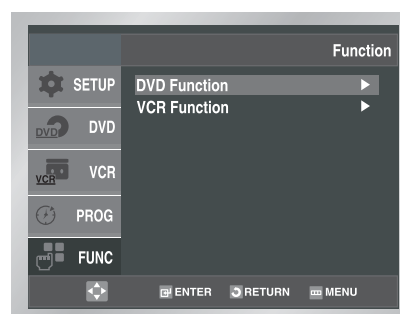 Function
SETUP
DVD Function ►
VCR Function ►
DVD DVD
VCR VCR
PROG
FUNC
ENTER RETURN MENU